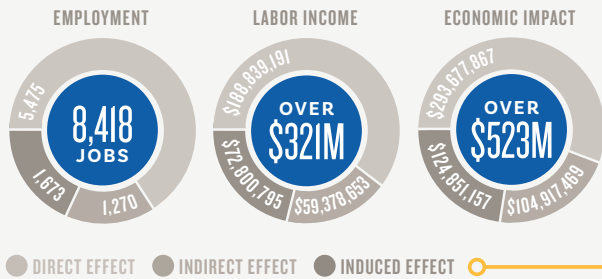 EMPLOYMENT
5,475
8,418
JOBS
1,673
1,270
LABOR INCOME
$188,839,191
OVER
$321M
$72,800,795
$59,378,653
ECONOMIC IMPACT
$293,677,867
OVER
$523M
$124,851,157
$104,917,469
DIRECT EFFECT
INDIRECT EFFECT
INDUCED EFFECT